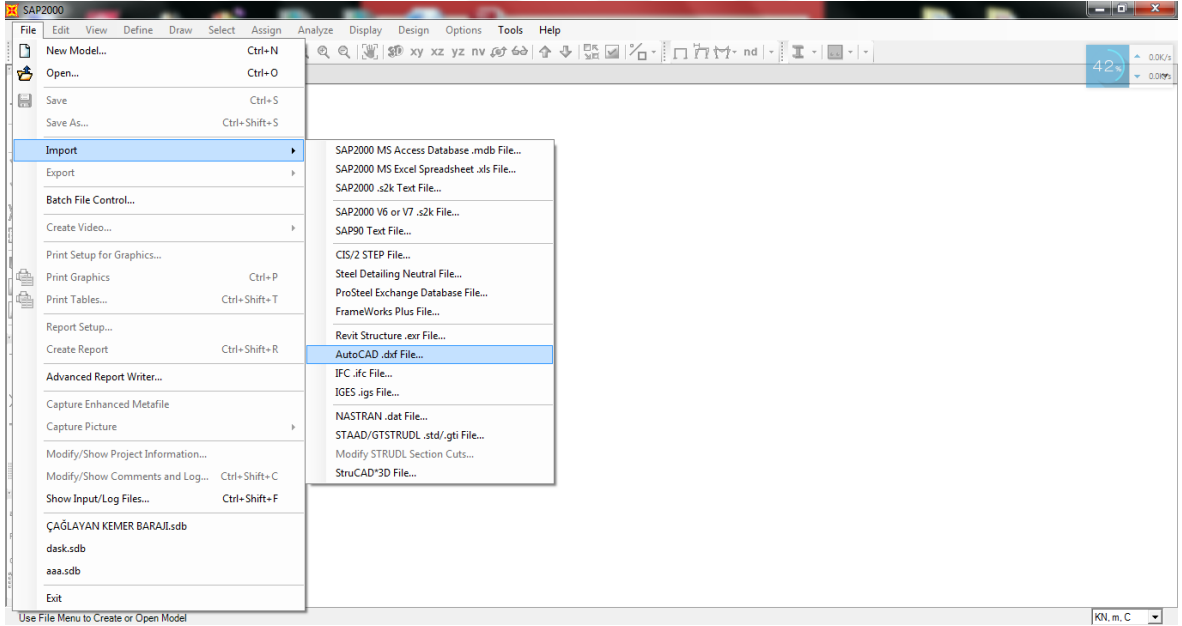 SAP2000
File Edit View Define Draw Select Assign Analyze Display Design Options Tools Help
xy xz yz nv nd
New Model... Ctrl+N
Open... Ctrl+O
Save Ctrl+S
Save As... Ctrl+Shift+S
Import
Export
Batch File Control...
Create Video...
Print Setup for Graphics...
Print Graphics Ctrl+P
Print Tables... Ctrl+Shift+T
Report Setup...
Create Report Ctrl+Shift+R
Advanced Report Writer...
Capture Enhanced Metafile
Capture Picture
Modify/Show Project Information...
Modify/Show Comments and Log... Ctrl+Shift+C
Show Input/Log Files... Ctrl+Shift+F
ÇAĞLAYAN KEMER BARAJI.sdb
dask.sdb
aaa.sdb
Exit
SAP2000 MS Access Database .mdb File...
SAP2000 MS Excel Spreadsheet .xls File...
SAP2000 .s2k Text File...
SAP2000 V6 or V7 .s2k File...
SAP90 Text File...
CIS/2 STEP File...
Steel Detailing Neutral File...
ProSteel Exchange Database File...
FrameWorks Plus File...
Revit Structure .exr File...
AutoCAD .dxf File...
IFC .ifc File...
IGES .igs File...
NASTRAN .dat File...
STAAD/GTSTRUDL .std/.gti File...
Modify STRUDL Section Cuts...
StruCAD*3D File...
42%
0.0K/s
Use File Menu to Create or Open Model
KN, m, C